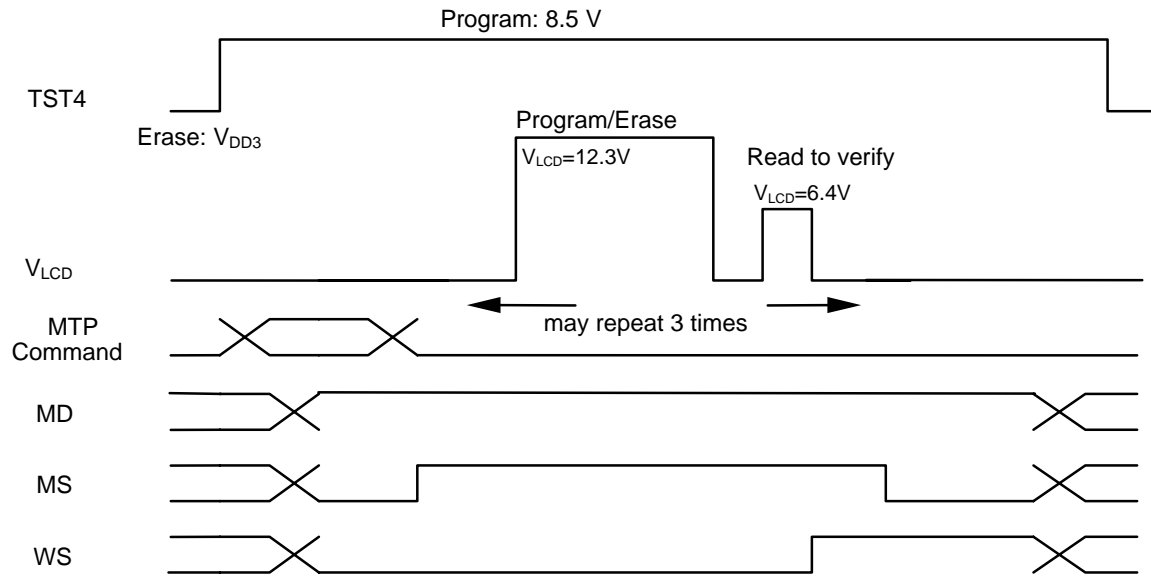 Program: 8.5 V
TST4
Erase: VDD3
Program/Erase
VLCD=12.3V
Read to verify
VLCD=6.4V
VLCD
may repeat 3 times
MTP
Command
MD
MS
WS